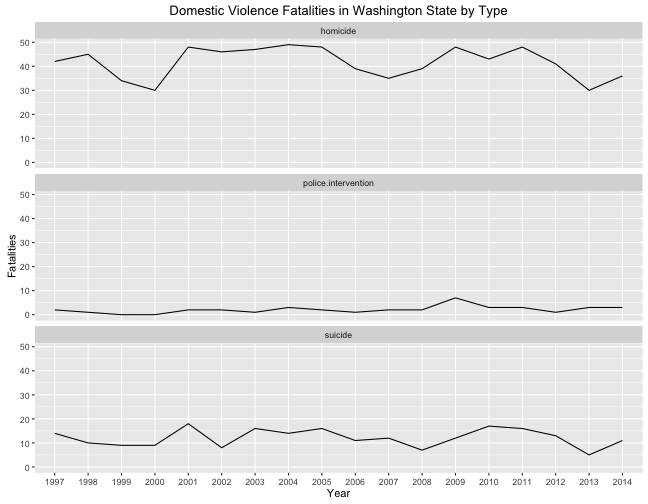 Domestic Violence Fatalities in Washington State by Type
homicide
50
40
30
20
10
0
police.intervention
50
40
30
20
10
0
Fatalities
suicide
50
40
30
20
10
0
1997 1998 1999 2000 2001 2002 2003 2004 2005 2006 2007 2008 2009 2010 2011 2012 2013 2014
Year